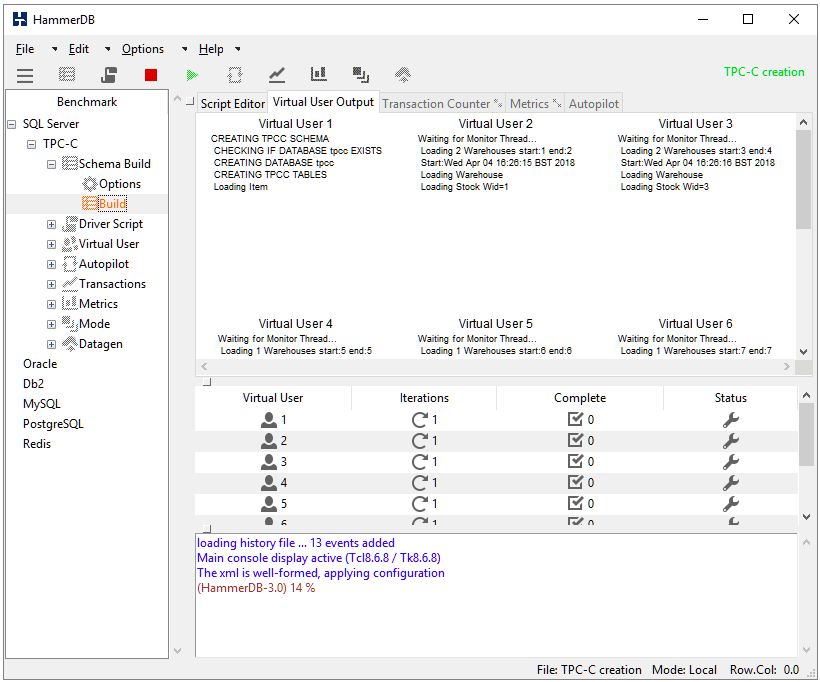 HammerDB
File Edit Options Help
TPC-C creation
Benchmark
SQL Server
TPC-C
Schema Build
Options
Build
Driver Script
Virtual User
Autopilot
Transactions
Metrics
Mode
Datagen
Oracle
Db2
MySQL
PostgreSQL
Redis
Script Editor Virtual User Output Transaction Counter Metrics Autopilot
Virtual User 1
CREATING TPCC SCHEMA
CHECKING IF DATABASE tpcc EXISTS
CREATING DATABASE tpcc
CREATING TPCC TABLES
Loading Item
Virtual User 2
Waiting for Monitor Thread...
Loading 2 Warehouses start:1 end:2
Start:Wed Apr 04 16:26:15 BST 2018
Loading Warehouse
Loading Stock Wid=1
Virtual User 3
Waiting for Monitor Thread...
Loading 2 Warehouses start:3 end:4
Start:Wed Apr 04 16:26:16 BST 2018
Loading Warehouse
Loading Stock Wid=3
Virtual User 4
Waiting for Monitor Thread...
Loading 1 Warehouses start:5 end:5
Virtual User 5
Waiting for Monitor Thread...
Loading 1 Warehouses start:6 end:6
Virtual User 6
Waiting for Monitor Thread...
Loading 1 Warehouses start:7 end:7
Virtual User Iterations Complete Status
1 1 0
2 1 0
3 1 0
4 1 0
5 1 0
6 1 0
loading history file ... 13 events added
Main console display active (Tcl8.6.8 / Tk8.6.8)
The xml is well-formed, applying configuration
(HammerDB-3.0) 14 %
File: TPC-C creation Mode: Local Row.Col: 0.0